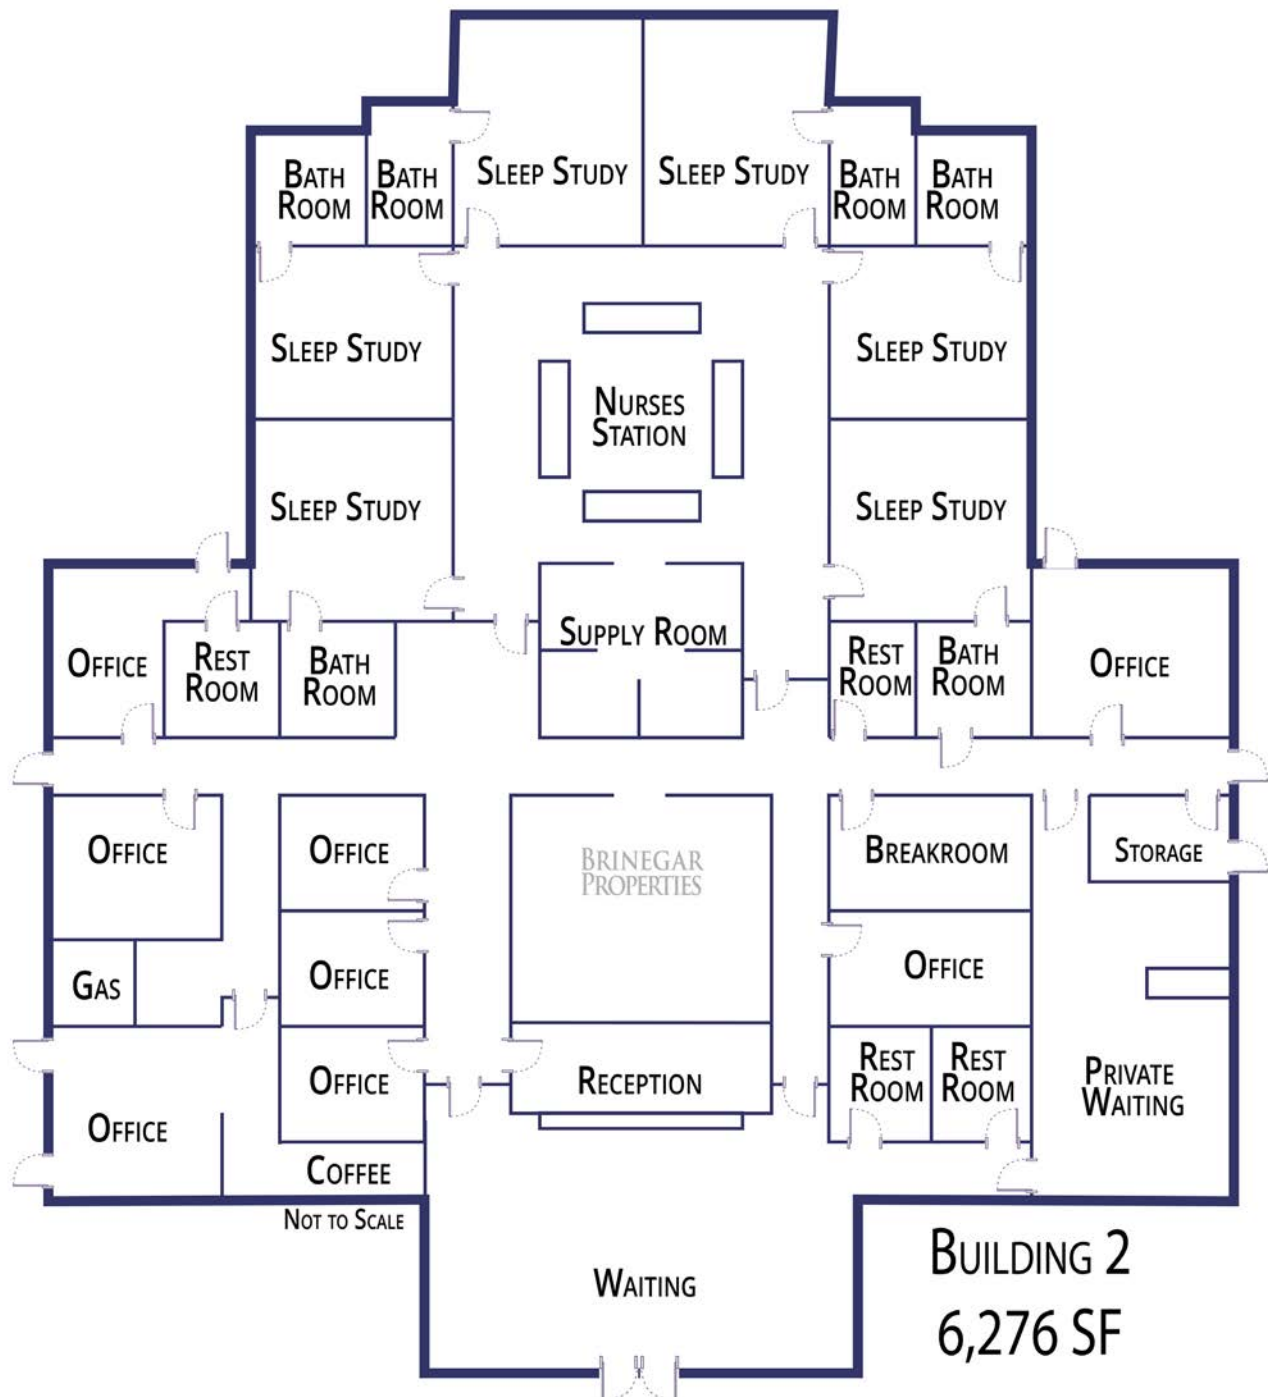 Bath
Room
Bath
Room
Sleep Study
Sleep Study
Bath
Room
Bath
Room
Sleep Study
Sleep Study
Nurses
Station
Sleep Study
Sleep Study
Office
Rest
Room
Bath
Room
Supply Room
Rest
Room
Bath
Room
Office
Office
Office
Brinegar
Properties
Breakroom
Storage
Gas
Office
Office
Office
Office
Reception
Rest
Room
Rest
Room
Private
Waiting
Coffee
Not to Scale
Waiting
Building 2
6,276 SF